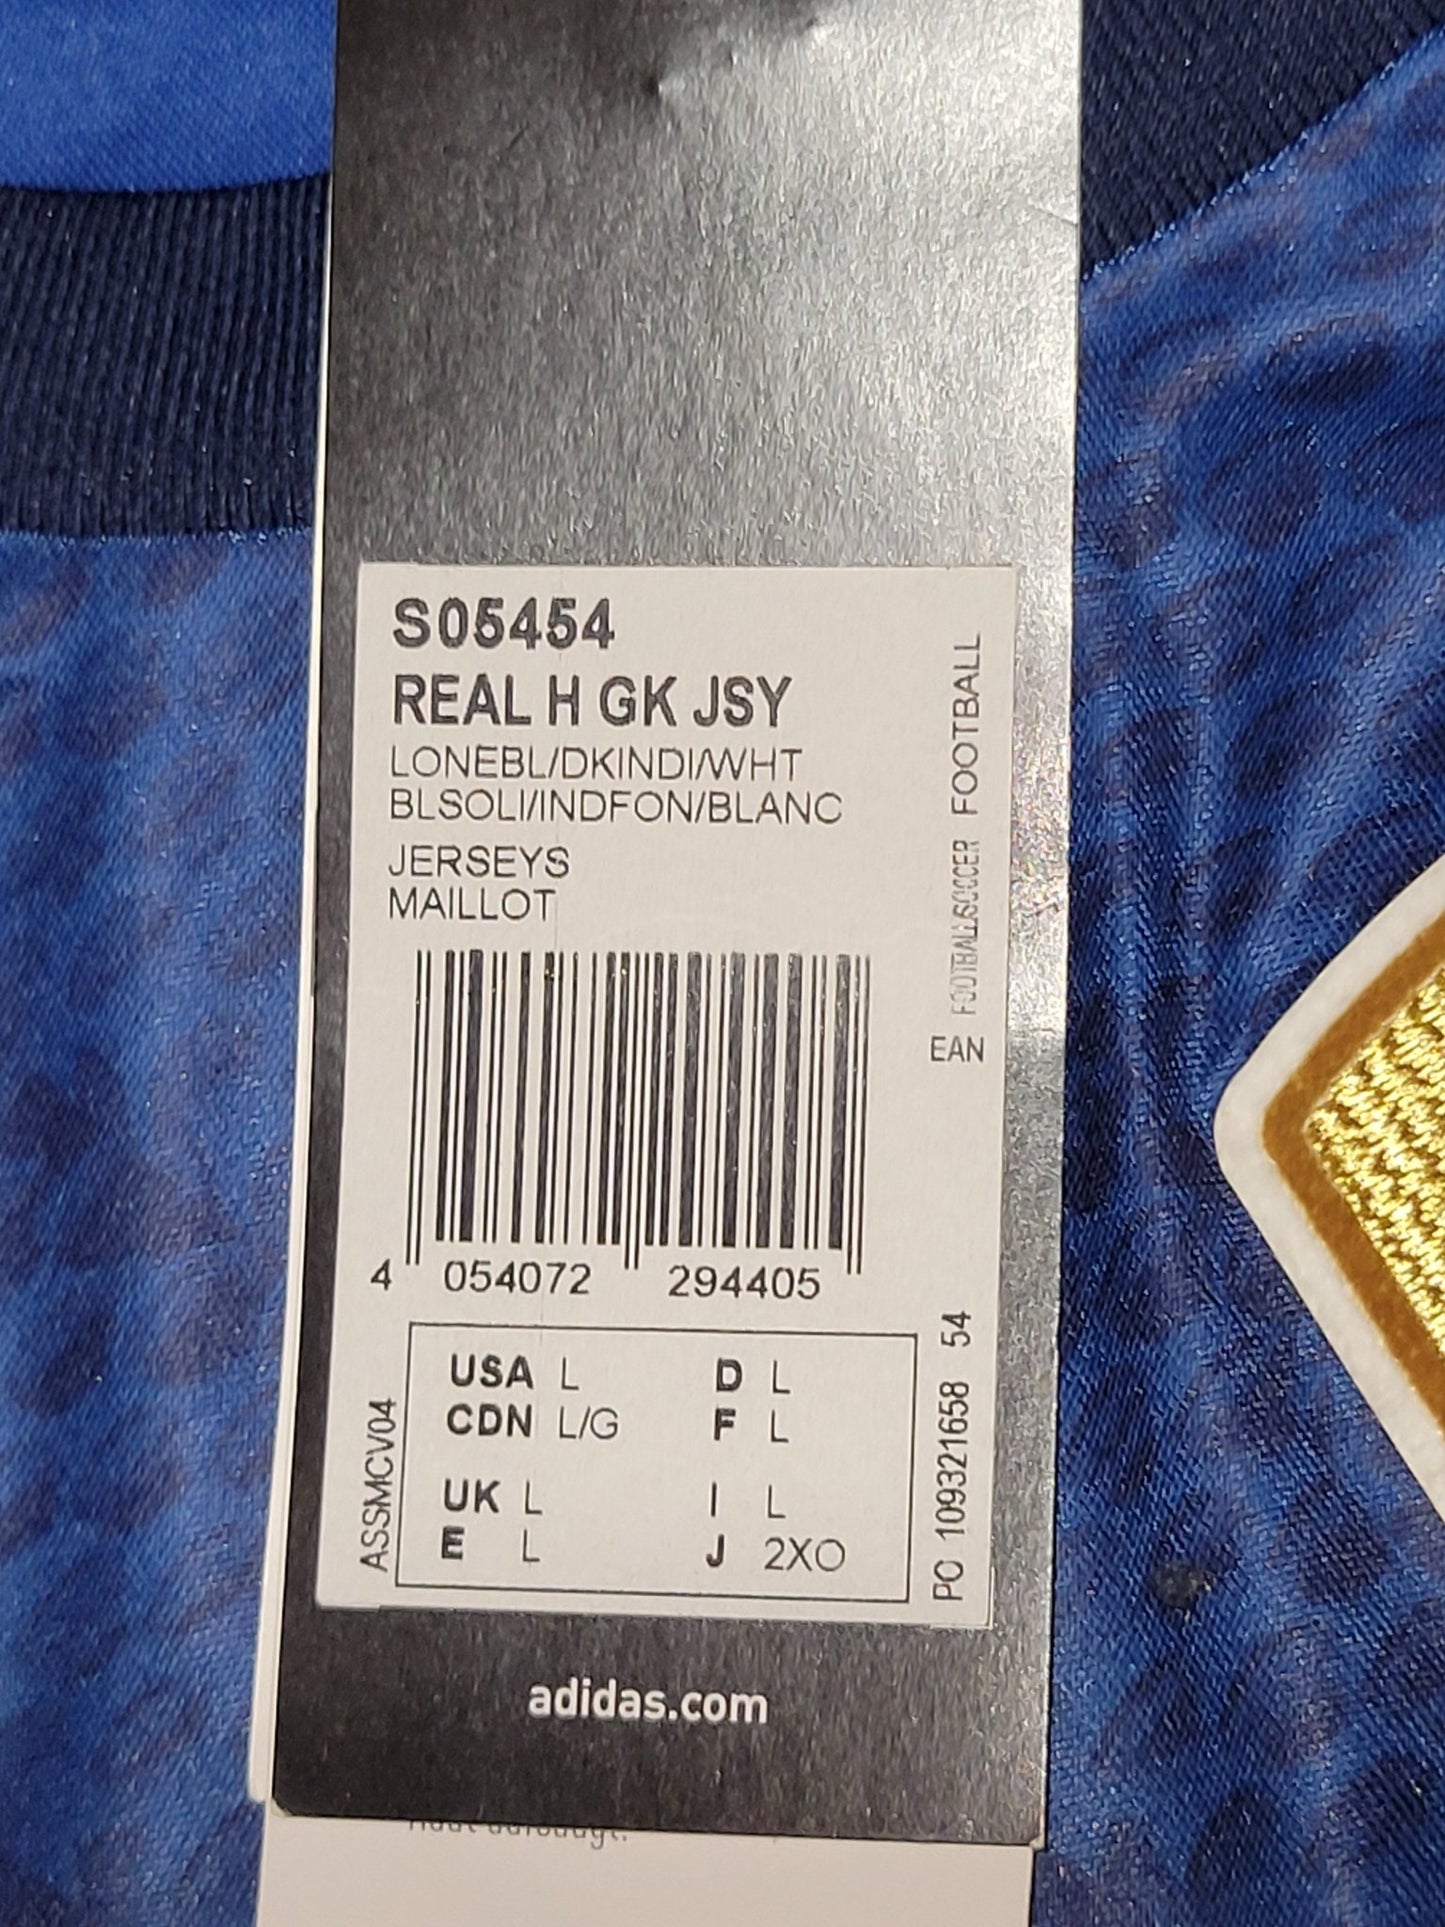 S05454
REAL H GK JSY
LONEBL/DKINDI/WHT
BLSOLI/INDFON/BLANC
JERSEYS
MAILLOT
EAN FOOTBALL/SOCCER FOOTBALL
4 054072 294405
USA L D L
CDN L/G F L
UK L I L
E L J 2XO
ASSMCV04
PO 109321658 54
adidas.com